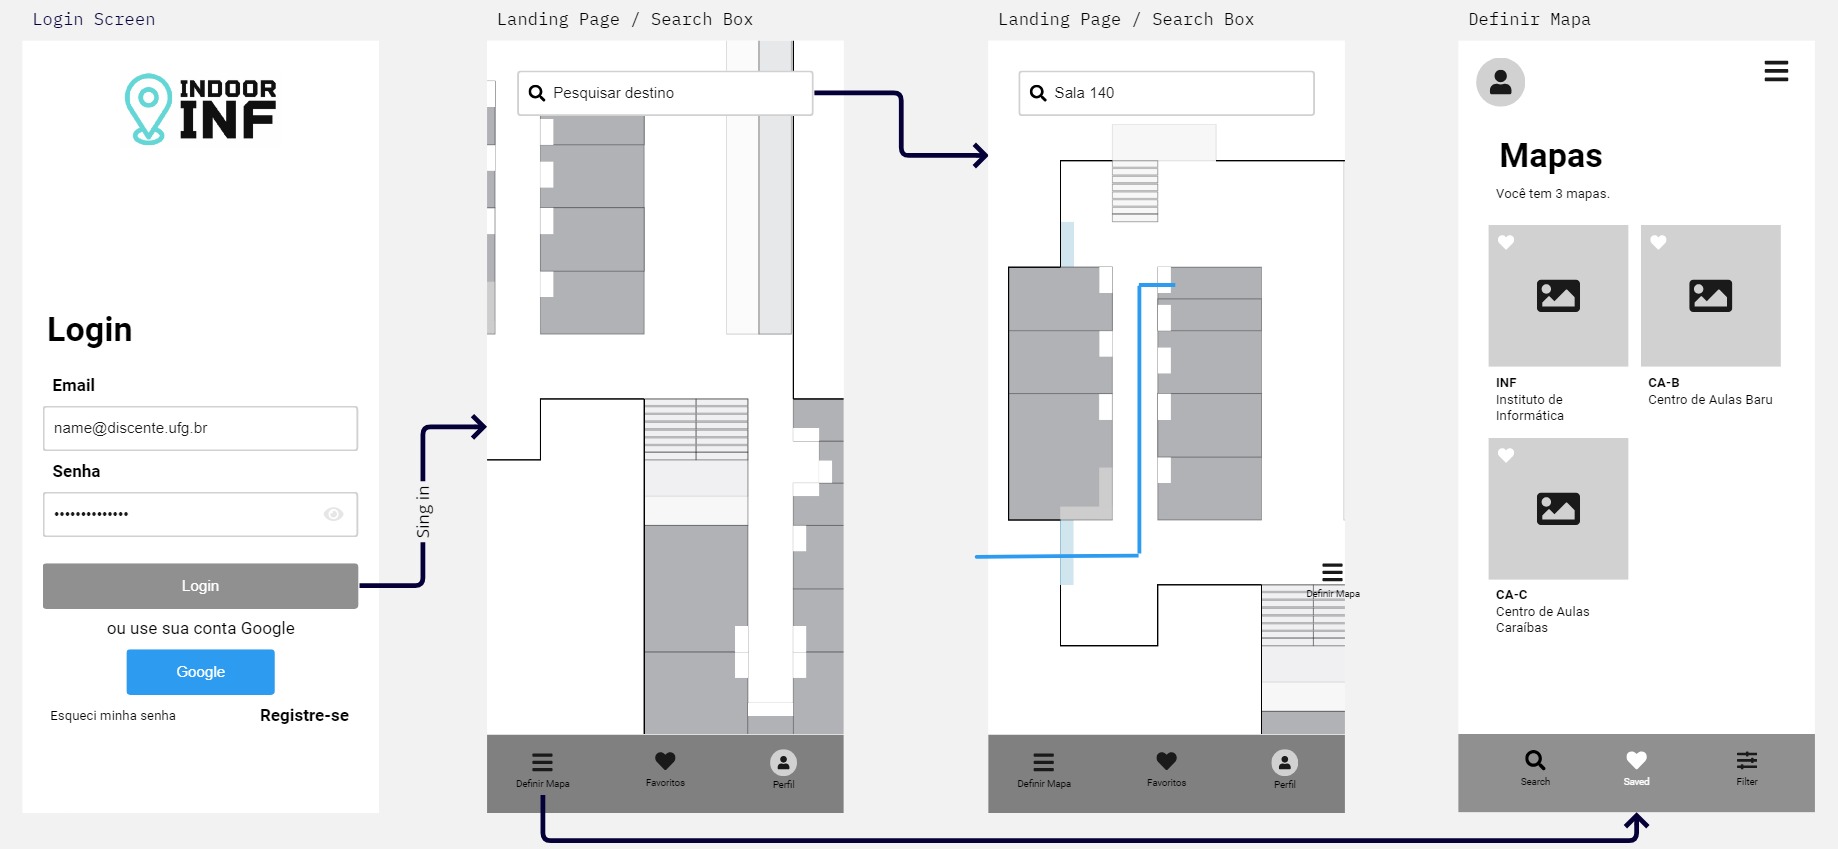 Login Screen
INDOOR
INF
Login
Email
name@discente.ufg.br
Senha
Login
ou use sua conta Google
Google
Esqueci minha senha
Registre-se
Sing in
Landing Page / Search Box
Pesquisar destino
Definir Mapa
Favoritos
Perfil
Landing Page / Search Box
Sala 140
Definir Mapa
Definir Mapa
Favoritos
Perfil
Definir Mapa
Mapas
Você tem 3 mapas.
INF
Instituto de
Informática
CA-B
Centro de Aulas Baru
CA-C
Centro de Aulas
Caraíbas
Search
Saved
Filter